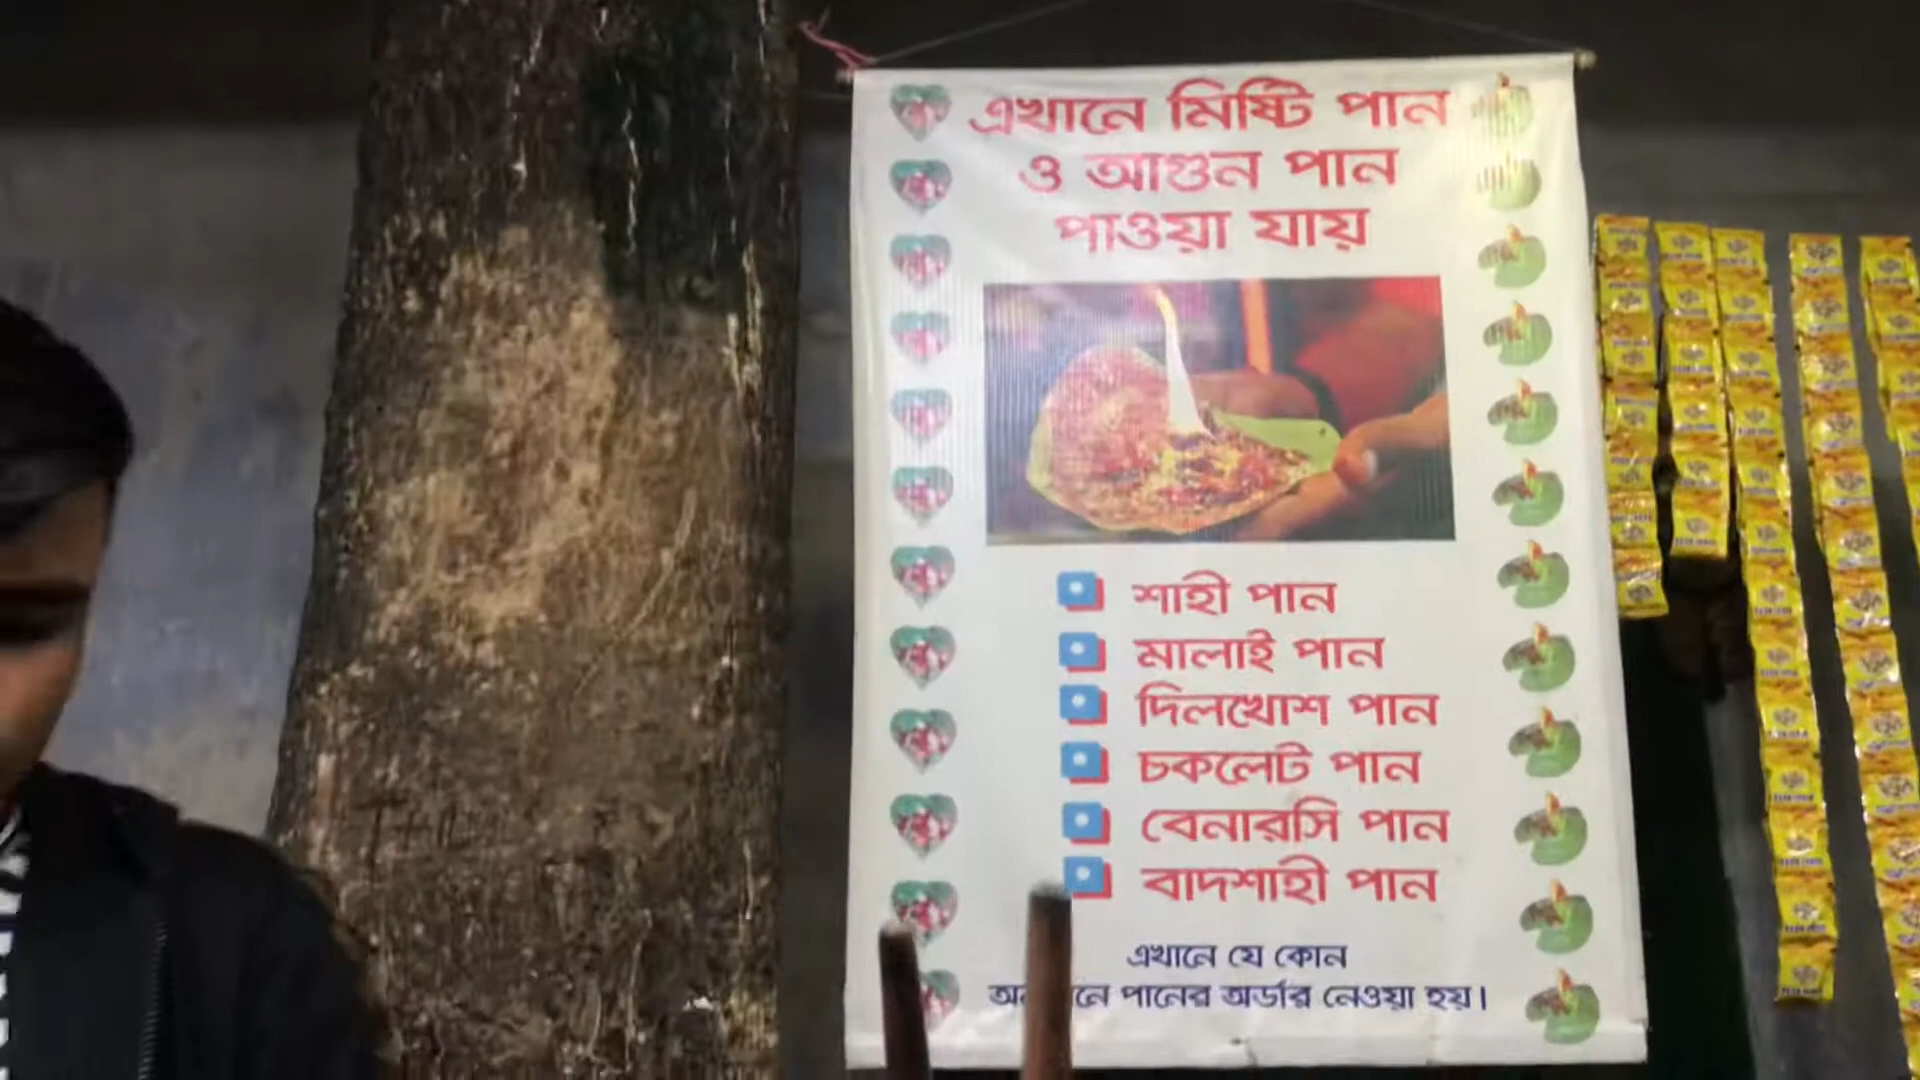 এখানে মিষ্টি পান
ও আগুন পান
পাওয়া যায়
শাহী পান
মালাই পান
দিলখোশ পান
চকলেট পান
বেনারসি পান
বাদশাহী পান
এখানে যে কোন
পানের অর্ডার নেওয়া হয়।